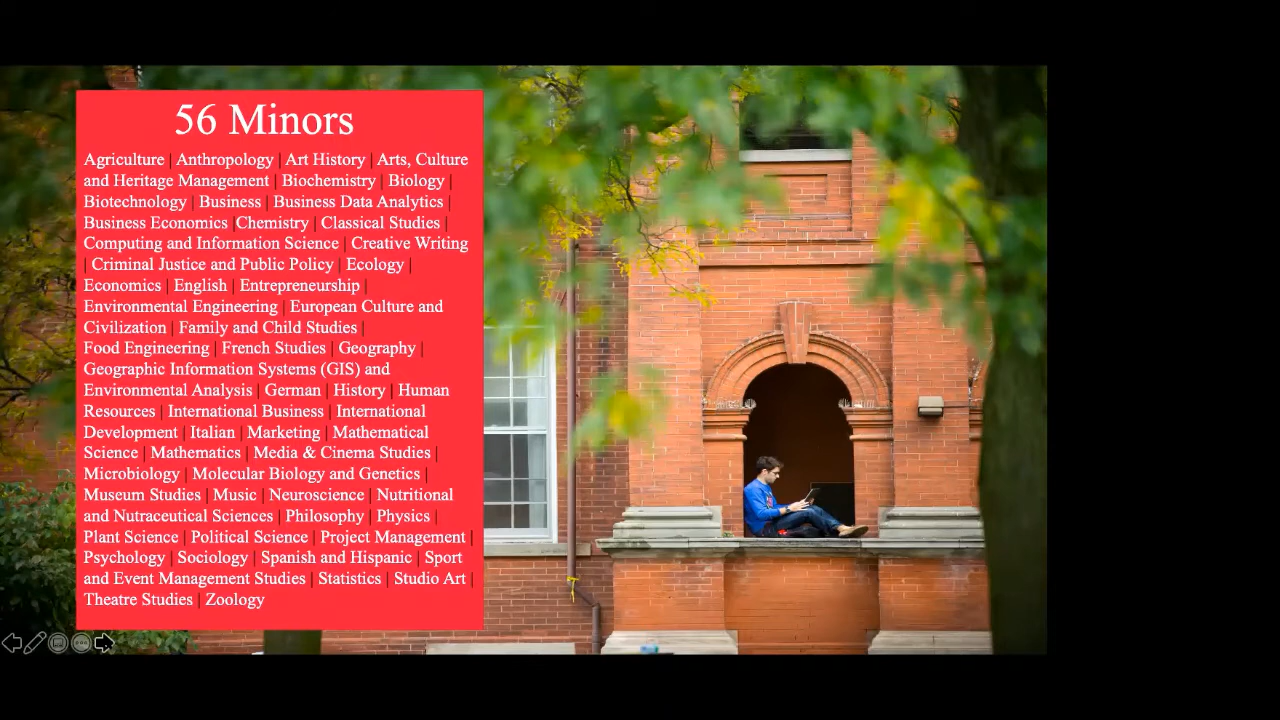 56 Minors
Agriculture | Anthropology | Art History | Arts, Culture
and Heritage Management | Biochemistry | Biology |
Biotechnology | Business | Business Data Analytics |
Business Economics |Chemistry | Classical Studies |
Computing and Information Science | Creative Writing
| Criminal Justice and Public Policy | Ecology |
Economics | English | Entrepreneurship |
Environmental Engineering | European Culture and
Civilization | Family and Child Studies |
Food Engineering | French Studies | Geography |
Geographic Information Systems (GIS) and
Environmental Analysis | German | History | Human
Resources | International Business | International
Development | Italian | Marketing | Mathematical
Science | Mathematics | Media & Cinema Studies |
Microbiology | Molecular Biology and Genetics |
Museum Studies | Music | Neuroscience | Nutritional
and Nutraceutical Sciences | Philosophy | Physics |
Plant Science | Political Science | Project Management |
Psychology | Sociology | Spanish and Hispanic | Sport
and Event Management Studies | Statistics | Studio Art |
Theatre Studies | Zoology